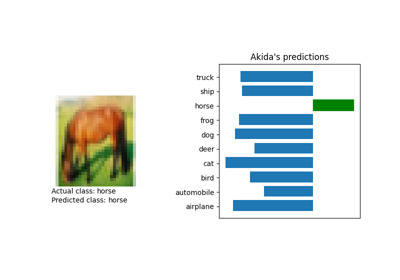 Akida's predictions
truck
ship
horse
frog
dog
deer
cat
bird
automobile
airplane
Actual class: horse
Predicted class: horse